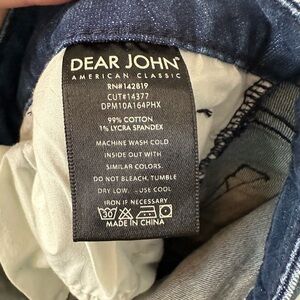 DEAR JOHN
AMERICAN CLASSIC
RN#142819
CUT#14377
DPM10A164PHX
99% COTTON
1% LYCRA SPANDEX
MACHINE WASH COLD
INSIDE OUT WITH
SIMILAR COLORS.
DO NOT BLEACH, TUMBLE
DRY LOW. USE COOL
IRON IF NECESSARY
30
MADE IN CHINA